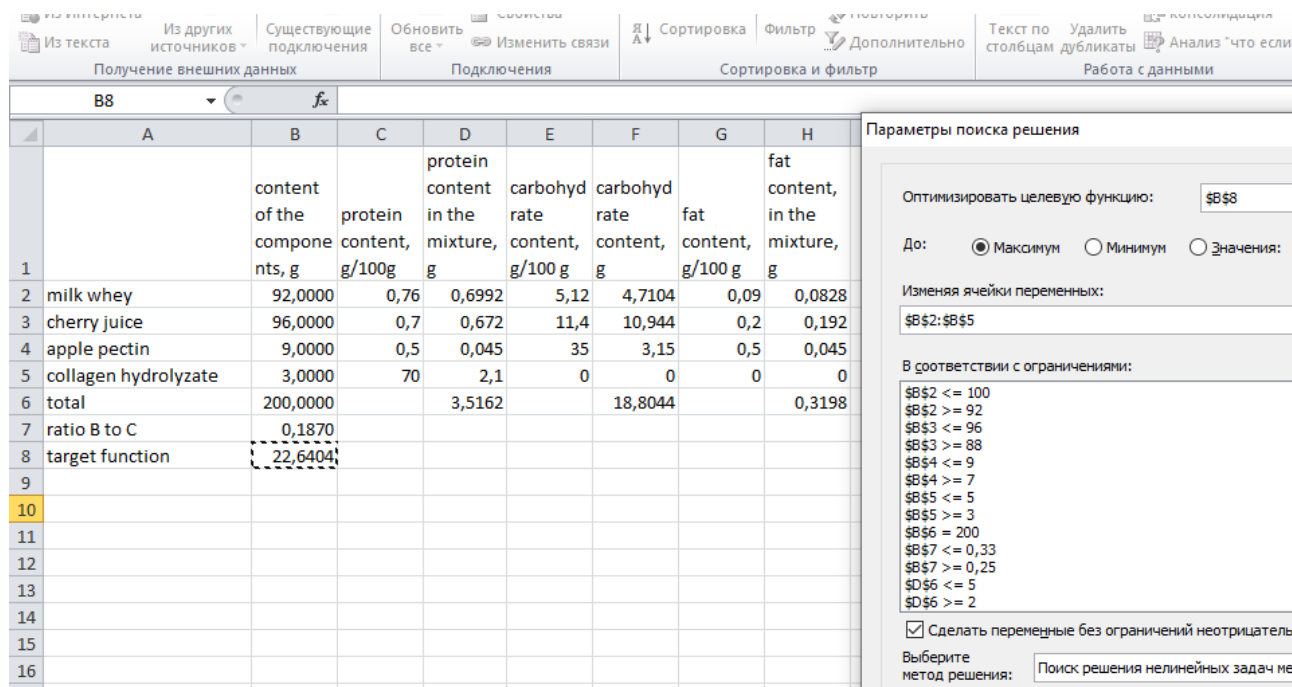 Из текста Из других источников Существующие подключения Обновить все Изменить связи Сортировка Фильтр Дополнительно Текст по столбцам Удалить дубликаты Анализ "что если
Получение внешних данных Подключения Сортировка и фильтр Работа с данными
B8 fx
A B C D E F G H
1 content of the components, g protein content, g/100g protein content in the mixture, g carbohydrate content, g/100 g carbohydrate content, g fat content, g/100 g fat content, in the mixture, g
2 milk whey 92,0000 0,76 0,6992 5,12 4,7104 0,09 0,0828
3 cherry juice 96,0000 0,7 0,672 11,4 10,944 0,2 0,192
4 apple pectin 9,0000 0,5 0,045 35 3,15 0,5 0,045
5 collagen hydrolyzate 3,0000 70 2,1 0 0 0 0
6 total 200,0000 3,5162 18,8044 0,3198
7 ratio B to C 0,1870
8 target function 22,6404
9
10
11
12
13
14
15
16
Параметры поиска решения
Оптимизировать целевую функцию: $B$8
До: Максимум Минимум Значения:
Изменяя ячейки переменных:
$B$2:$B$5
В соответствии с ограничениями:
$B$2 <= 100
$B$2 >= 92
$B$3 <= 96
$B$3 >= 88
$B$4 <= 9
$B$4 >= 7
$B$5 <= 5
$B$5 >= 3
$B$6 = 200
$B$7 <= 0,33
$B$7 >= 0,25
$D$6 <= 5
$D$6 >= 2
Сделать переменные без ограничений неотрицатель
Выберите
метод решения: Поиск решения нелинейных задач ме